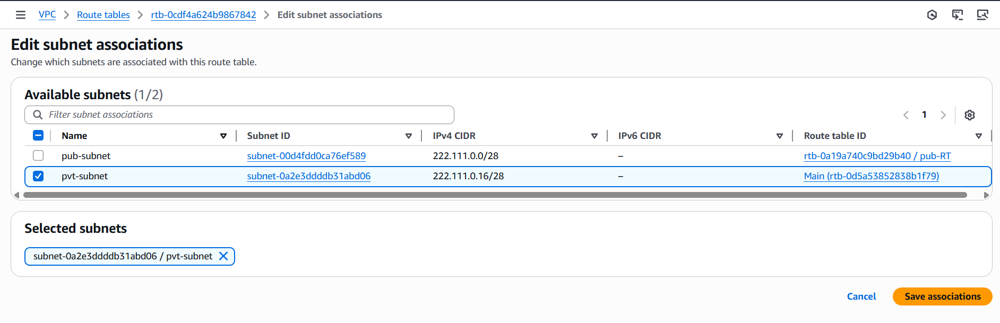 VPC > Route tables > rtb-0cdf4a624b9867842 > Edit subnet associations
Edit subnet associations
Change which subnets are associated with this route table.
Available subnets (1/2)
Filter subnet associations
1
Name Subnet ID IPv4 CIDR IPv6 CIDR Route table ID
pub-subnet subnet-00d4fdd0ca76ef589 222.111.0.0/28 – rtb-0a19a740c9bd29b40 / pub-RT
pvt-subnet subnet-0a2e3ddddb31abd06 222.111.0.16/28 – Main (rtb-0d5a53852838b1f79)
Selected subnets
subnet-0a2e3ddddb31abd06 / pvt-subnet
Cancel Save associations